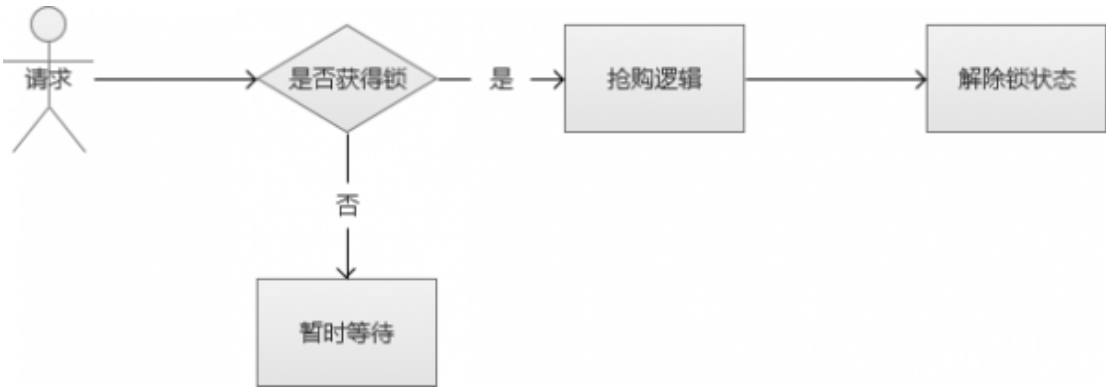 请求
是否获得锁
是
抢购逻辑
解除锁状态
否
暂时等待